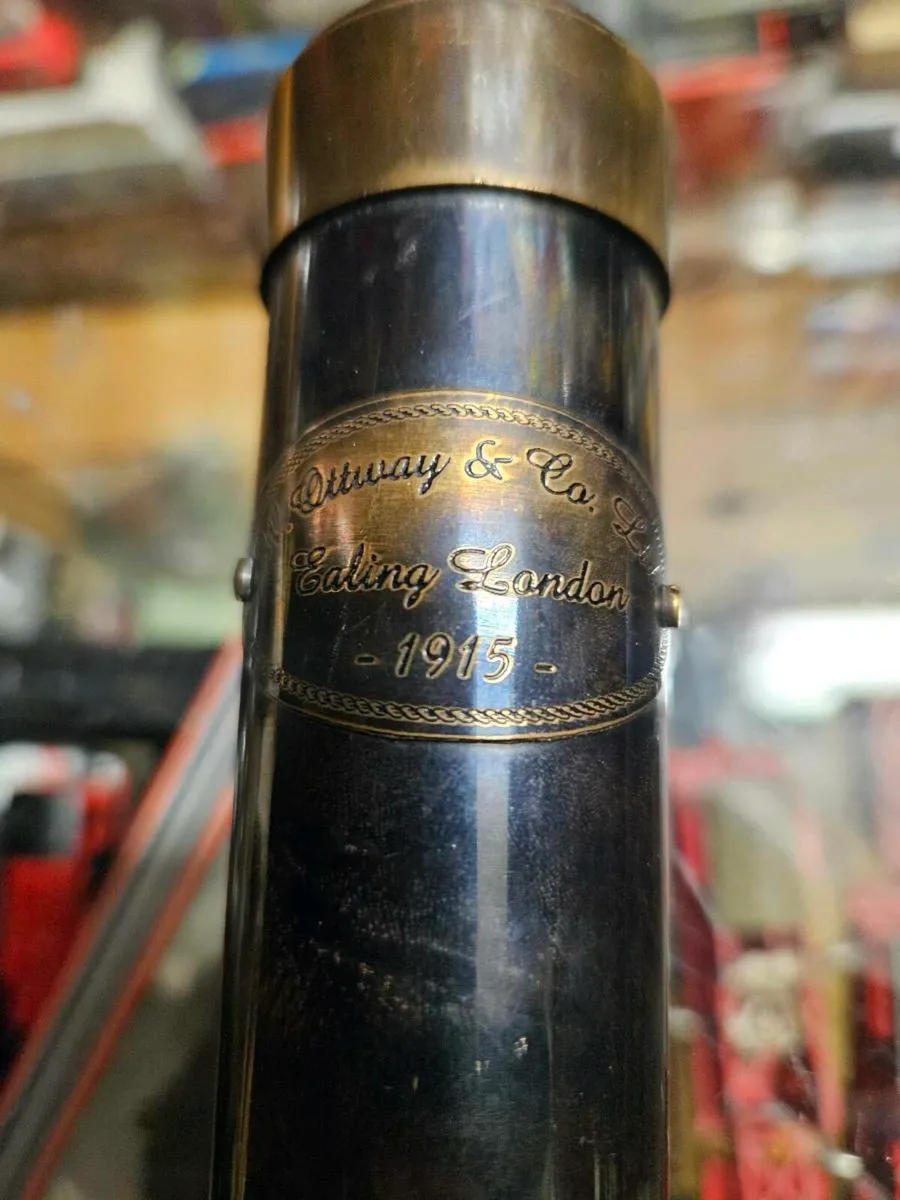 Ottway & Co.
Ealing London
- 1915 -